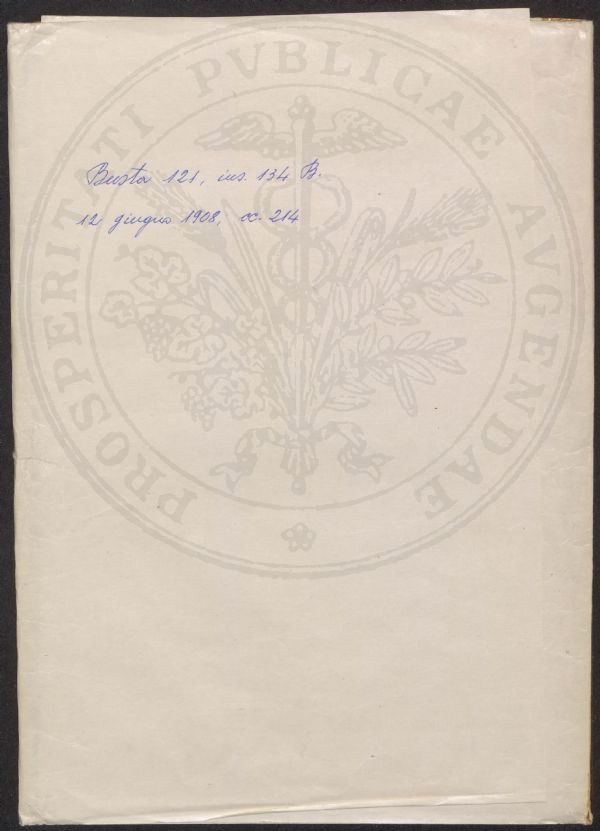 Busta 121, ins. 134 B.
12 giugno 1908, cc. 214
PROSPERITATI PVBLICAE AVGENDAE